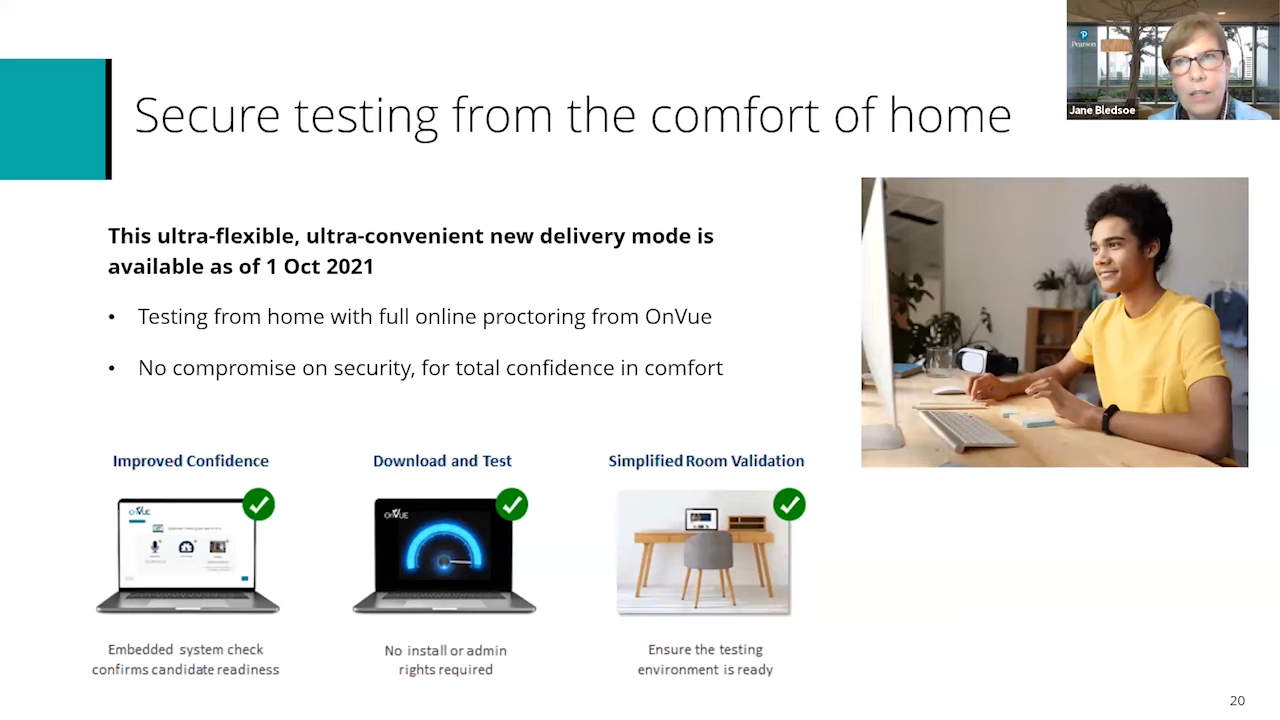 Pearson
Jane Bledsoe
Secure testing from the comfort of home
This ultra-flexible, ultra-convenient new delivery mode is
available as of 1 Oct 2021
• Testing from home with full online proctoring from OnVue
• No compromise on security, for total confidence in comfort
Improved Confidence
OnVUE
Embedded system check
confirms candidate readiness
Download and Test
OnVUE
No install or admin
rights required
Simplified Room Validation
Ensure the testing
environment is ready
20